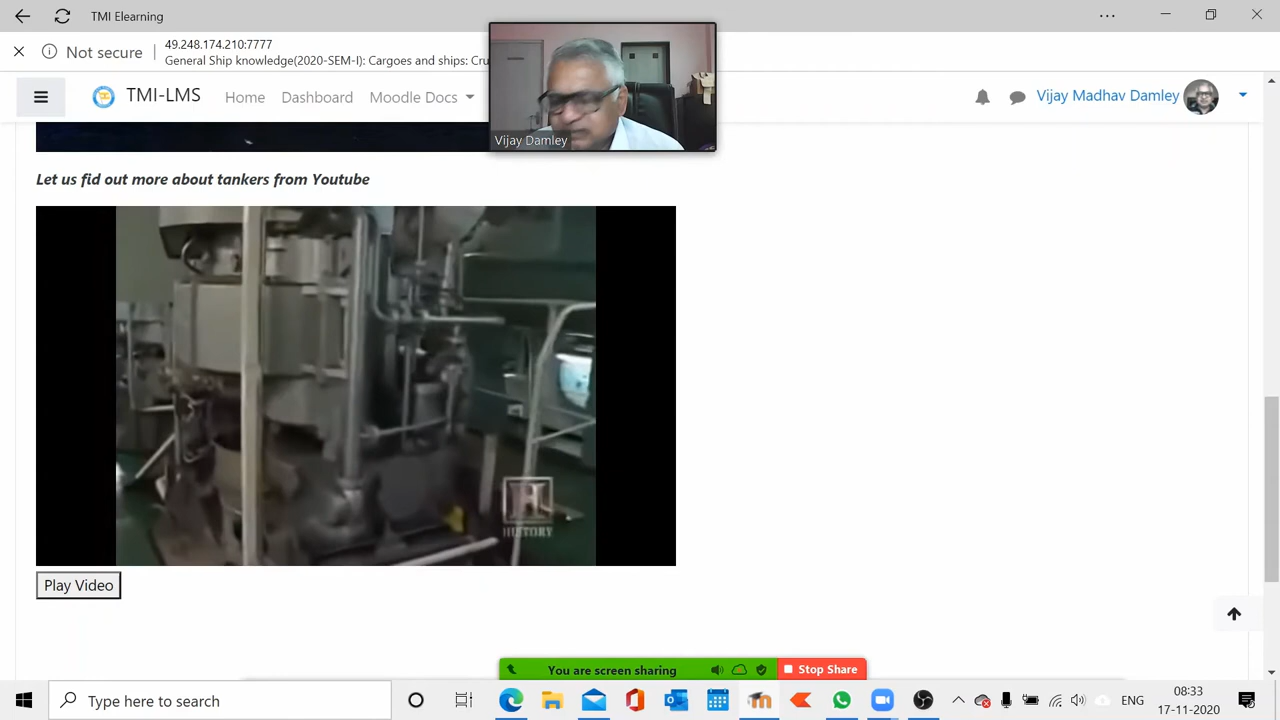 TMI Elearning
Not secure
49.248.174.210:7777
General Ship knowledge(2020-SEM-I): Cargoes and ships: Cru
TMI-LMS
Home
Dashboard
Moodle Docs
Vijay Damley
Vijay Madhav Damley
Let us fid out more about tankers from Youtube
H
HISTORY
Play Video
You are screen sharing
Stop Share
Type here to search
ENG
08:33
17-11-2020